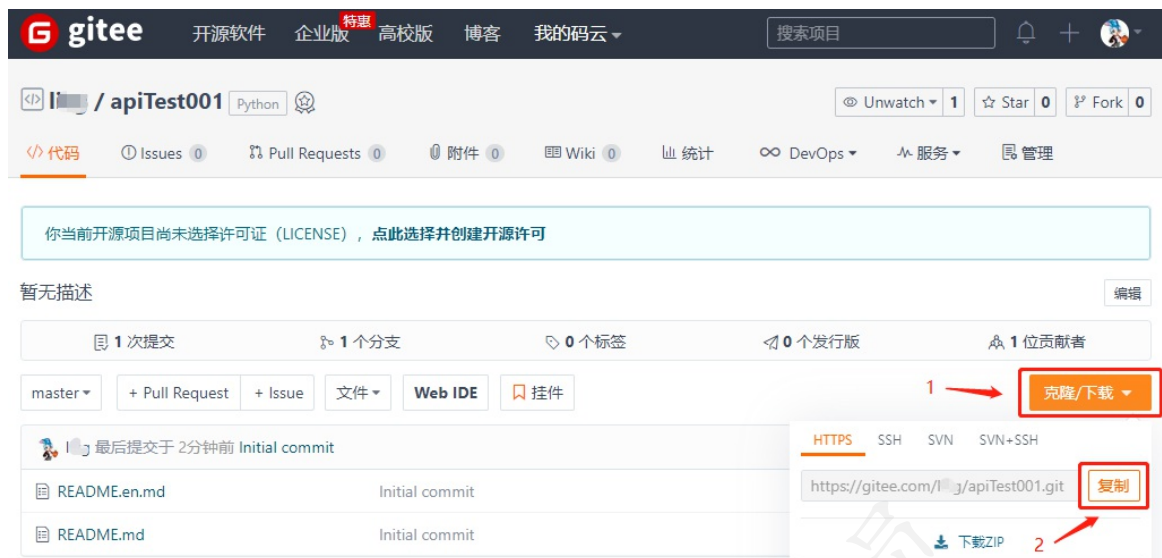 G gitee 开源软件 企业版 特惠 高校版 博客 我的码云 搜索项目
/ apiTest001 Python Unwatch 1 Star 0 Fork 0
代码 Issues 0 Pull Requests 0 附件 0 Wiki 0 统计 DevOps 服务 管理
你当前开源项目尚未选择许可证（LICENSE），点此选择并创建开源许可
暂无描述 编辑
1 次提交 1 个分支 0 个标签 0 个发行版 1 位贡献者
master + Pull Request + Issue 文件 Web IDE 挂件 1 克隆/下载
最后提交于 2分钟前 Initial commit
HTTPS SSH SVN SVN+SSH
README.en.md Initial commit
https://gitee.com/l g/apiTest001.git 复制
README.md Initial commit
下载ZIP 2